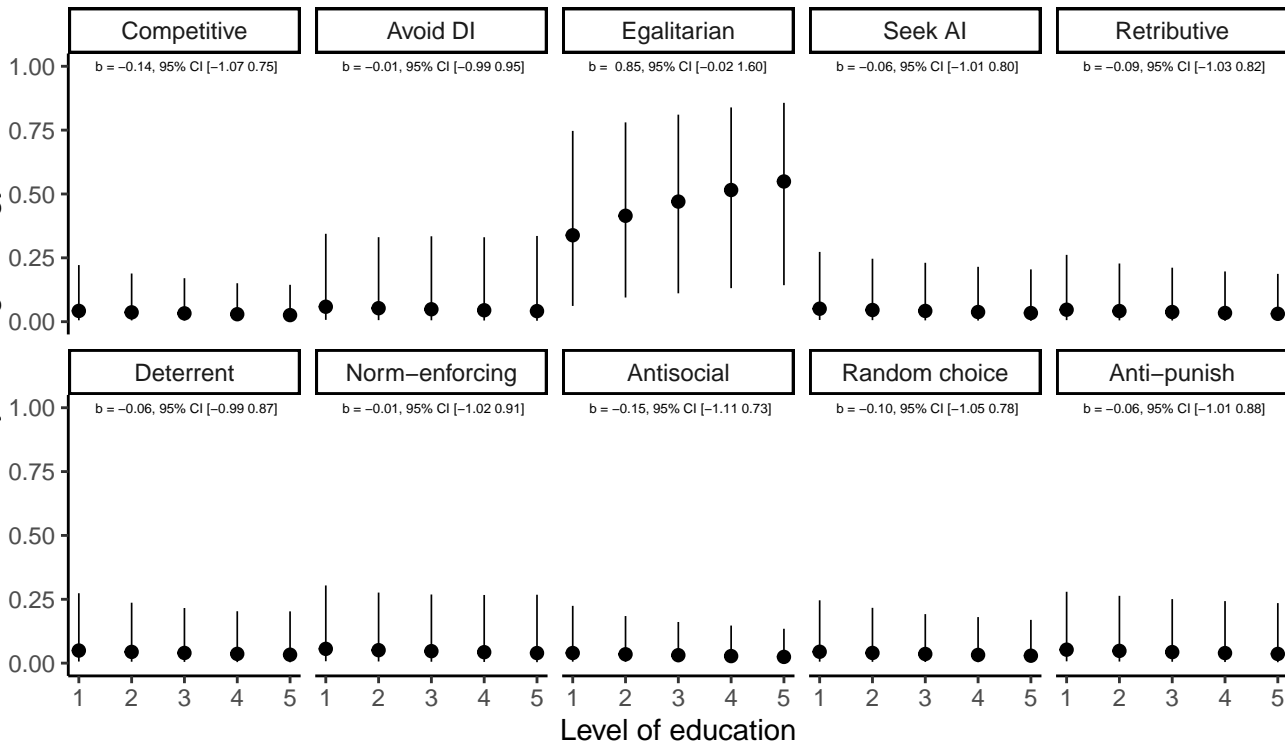 Competitive Avoid DI Egalitarian Seek AI Retributive
b = −0.14, 95% CI [−1.07 0.75] b = −0.01, 95% CI [−0.99 0.95] b =  0.85, 95% CI [−0.02 1.60] b = −0.06, 95% CI [−1.01 0.80] b = −0.09, 95% CI [−1.03 0.82]
1.00
0.75
0.50
0.25
0.00
Deterrent Norm−enforcing Antisocial Random choice Anti−punish
b = −0.06, 95% CI [−0.99 0.87] b = −0.01, 95% CI [−1.02 0.91] b = −0.15, 95% CI [−1.11 0.73] b = −0.10, 95% CI [−1.05 0.78] b = −0.06, 95% CI [−1.01 0.88]
1.00
0.75
0.50
0.25
0.00
1 2 3 4 5 1 2 3 4 5 1 2 3 4 5 1 2 3 4 5 1 2 3 4 5
Level of education